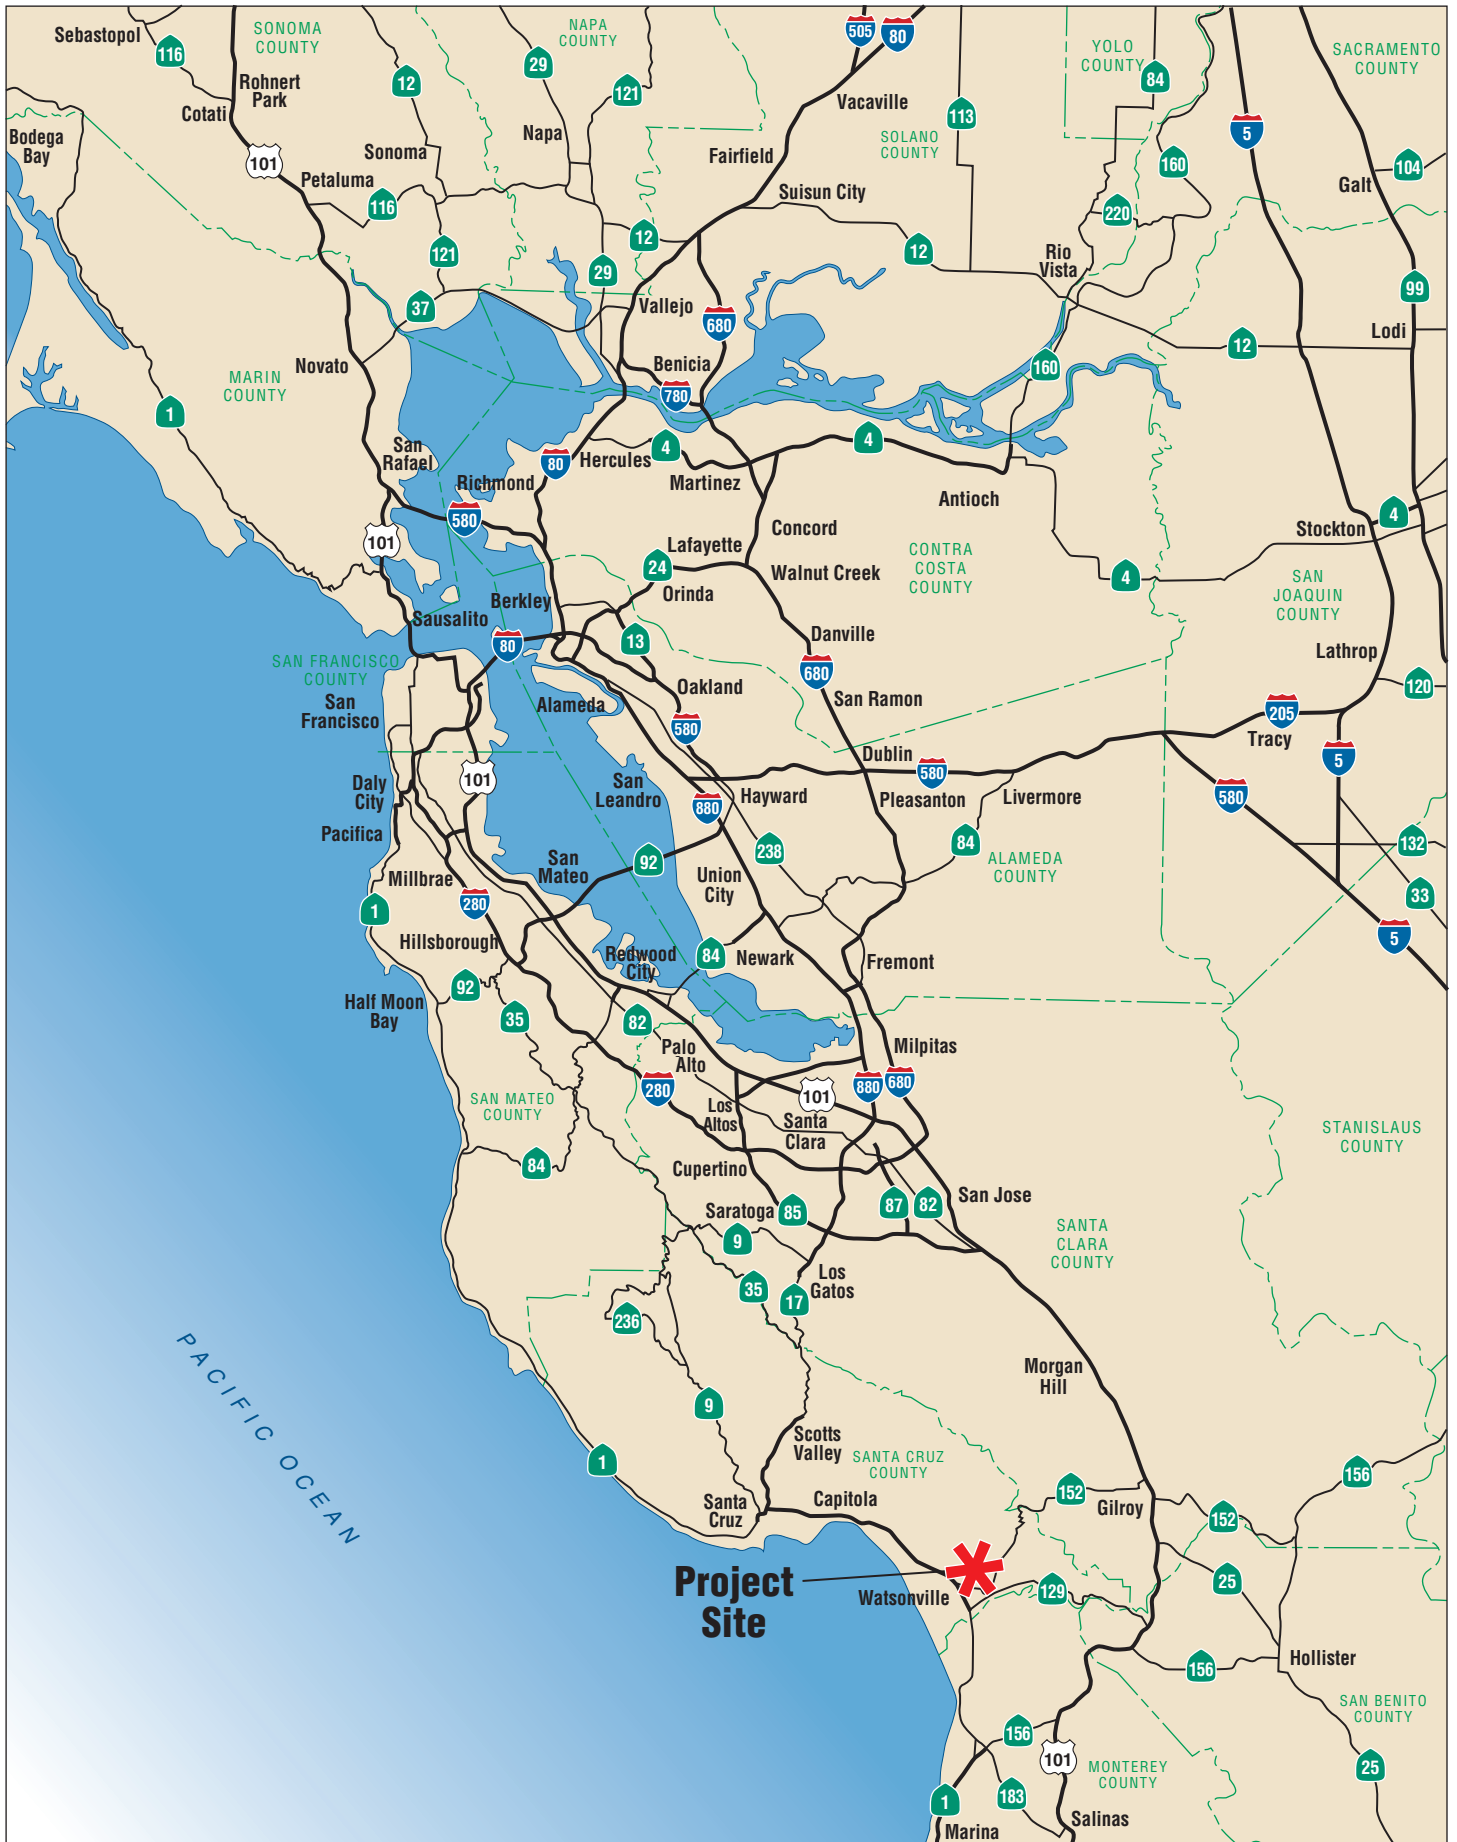 Sebastopol
116
SONOMA
COUNTY
NAPA
COUNTY
505
80
YOLO
COUNTY
84
SACRAMENTO
COUNTY
Rohnert
Park
12
29
121
Cotati
Vacaville
113
5
Bodega
Bay
Napa
SOLANO
COUNTY
Sonoma
Fairfield
101
160
104
Galt
Petaluma
116
Suisun City
220
121
12
12
Rio
Vista
29
99
37
Vallejo
680
Lodi
12
Novato
Benicia
160
MARIN
COUNTY
780
1
San
Rafael
80
Hercules
4
4
Richmond
Martinez
Antioch
580
4
Stockton
101
Concord
Lafayette
24
CONTRA
COSTA
COUNTY
Walnut Creek
4
SAN
JOAQUIN
COUNTY
Orinda
Berkley
Sausalito
80
13
Danville
Lathrop
SAN FRANCISCO
COUNTY
680
120
San
Francisco
Alameda
Oakland
San Ramon
205
580
Tracy
Dublin
5
101
580
Daly
City
San
Leandro
880
Hayward
Pleasanton
Livermore
580
Pacifica
84
132
San
Mateo
92
238
ALAMEDA
COUNTY
Millbrae
Union
City
33
280
1
Hillsborough
5
Redwood
City
84
Newark
Fremont
92
Half Moon
Bay
35
82
Palo
Alto
Milpitas
280
880
680
101
SAN MATEO
COUNTY
Los
Altos
Santa
Clara
STANISLAUS
COUNTY
84
Cupertino
87
82
San Jose
Saratoga
85
SANTA
CLARA
COUNTY
9
35
17
Los
Gatos
236
PACIFIC OCEAN
Morgan
Hill
9
Scotts
Valley
1
SANTA CRUZ
COUNTY
156
Santa
Cruz
Capitola
152
Gilroy
152
Project
Site
Watsonville
129
25
156
Hollister
SAN BENITO
COUNTY
156
101
MONTEREY
COUNTY
25
1
183
Salinas
Marina